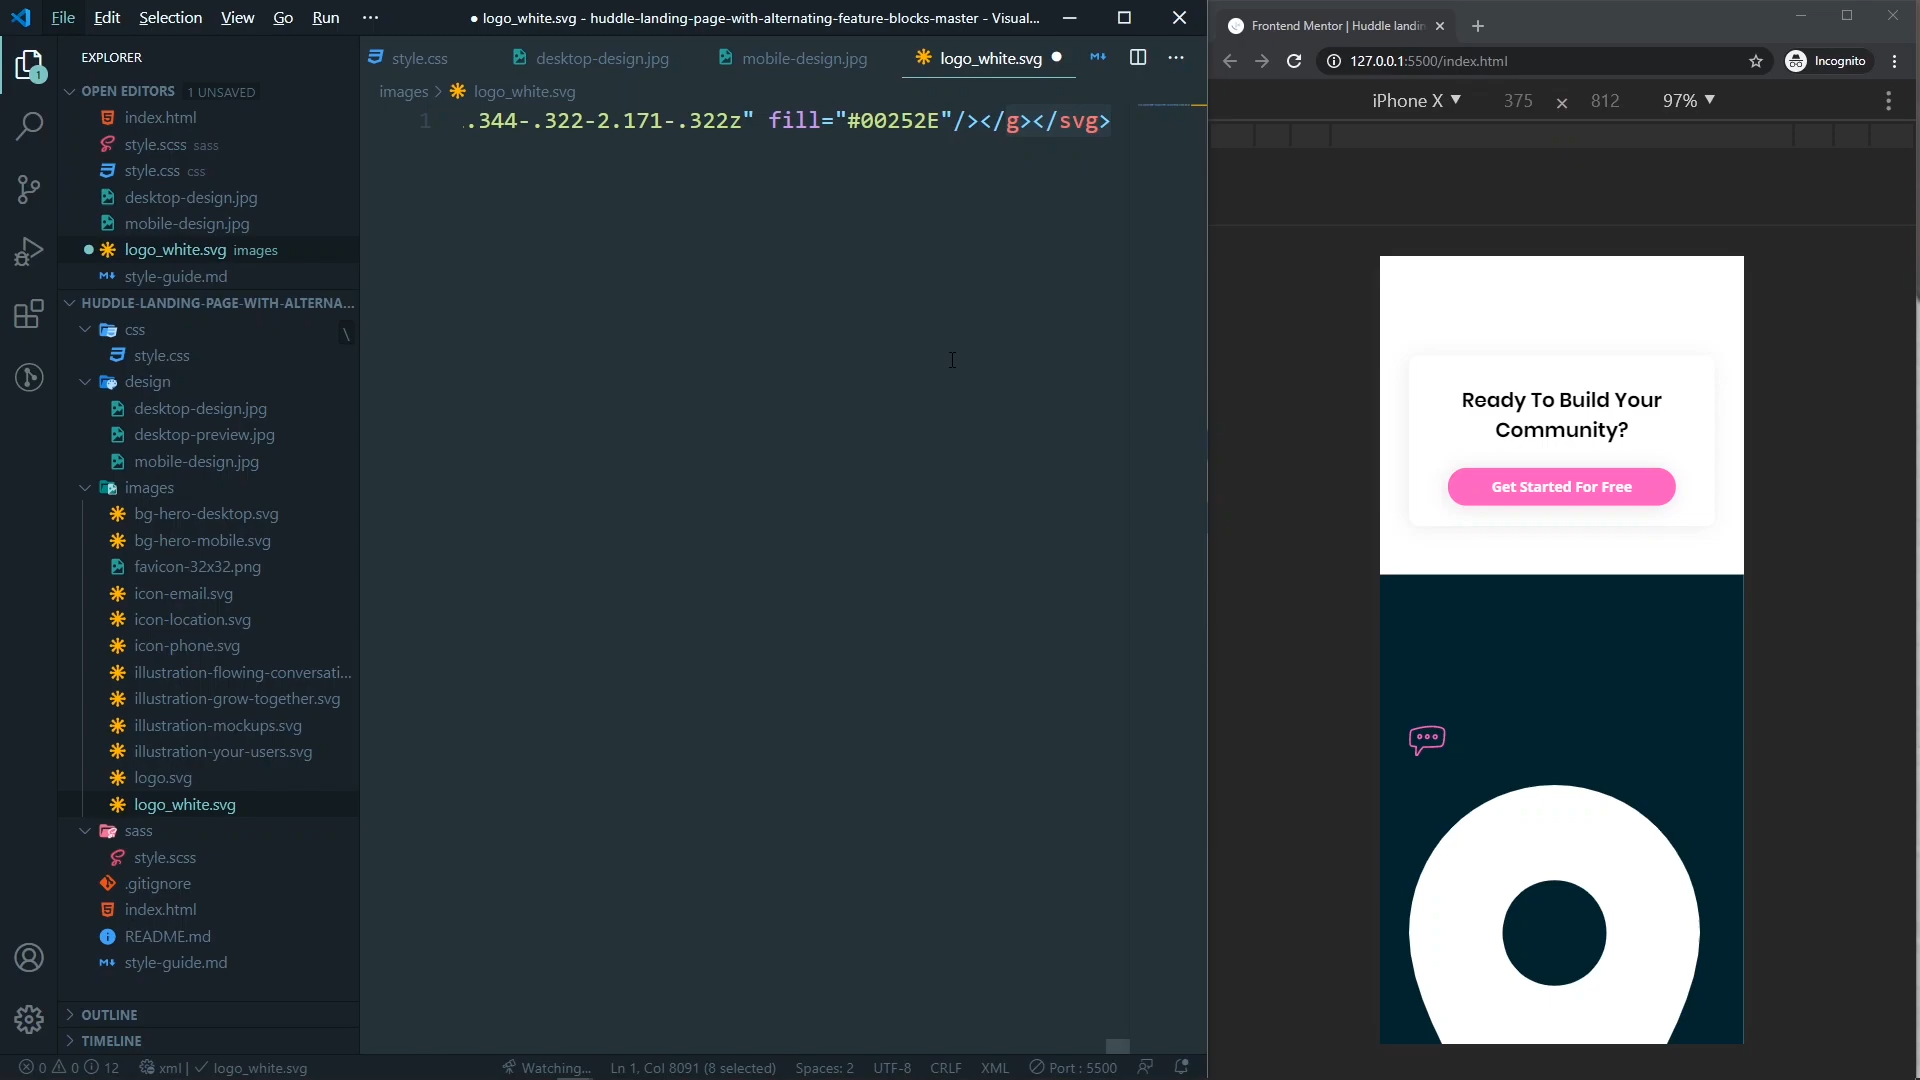 File Edit Selection View Go Run ···
● logo_white.svg - huddle-landing-page-with-alternating-feature-blocks-master - Visual...
EXPLORER
OPEN EDITORS 1 UNSAVED
index.html
style.scss sass
style.css css
desktop-design.jpg
mobile-design.jpg
logo_white.svg images
style-guide.md
HUDDLE-LANDING-PAGE-WITH-ALTERNA...
css
style.css
design
desktop-design.jpg
desktop-preview.jpg
mobile-design.jpg
images
bg-hero-desktop.svg
bg-hero-mobile.svg
favicon-32x32.png
icon-email.svg
icon-location.svg
icon-phone.svg
illustration-flowing-conversati...
illustration-grow-together.svg
illustration-mockups.svg
illustration-your-users.svg
logo.svg
logo_white.svg
sass
style.scss
.gitignore
index.html
README.md
style-guide.md
OUTLINE
TIMELINE
style.css desktop-design.jpg mobile-design.jpg logo_white.svg
images > logo_white.svg
1 .344-.322-2.171-.322z" fill="#00252E"/></g></svg>
0 0 12 xml | ✓ logo_white.svg Watching... Ln 1, Col 8091 (8 selected) Spaces: 2 UTF-8 CRLF XML Port : 5500
Frontend Mentor | Huddle landin
127.0.0.1:5500/index.html Incognito
iPhone X ▼ 375 × 812 97% ▼
Ready To Build Your
Community?
Get Started For Free